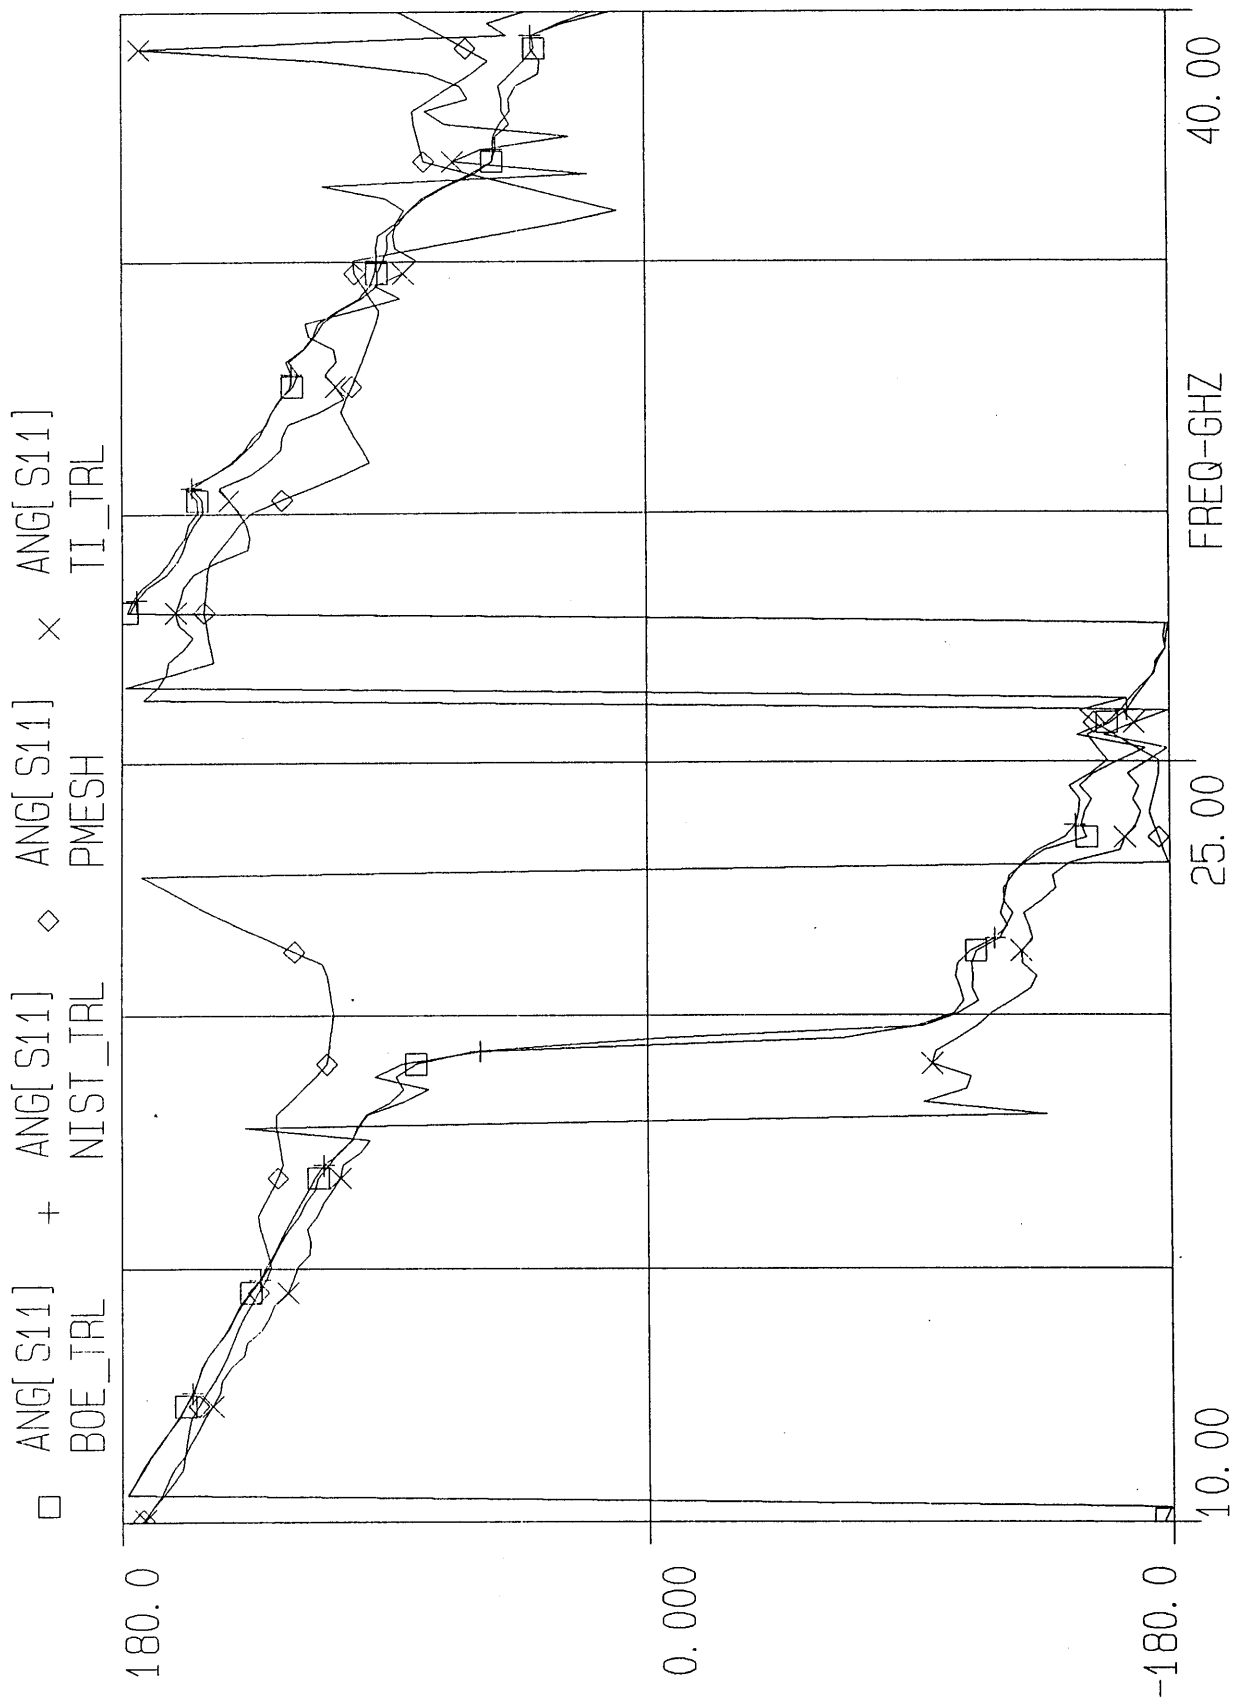 □ ANG[S11] + ANG[S11] ◇ ANG[S11] × ANG[S11]
BOE_TRL NIST_TRL PMESH TI_TRL
180.0
0.000
-180.0
10.00 25.00 FREQ-GHZ 40.00